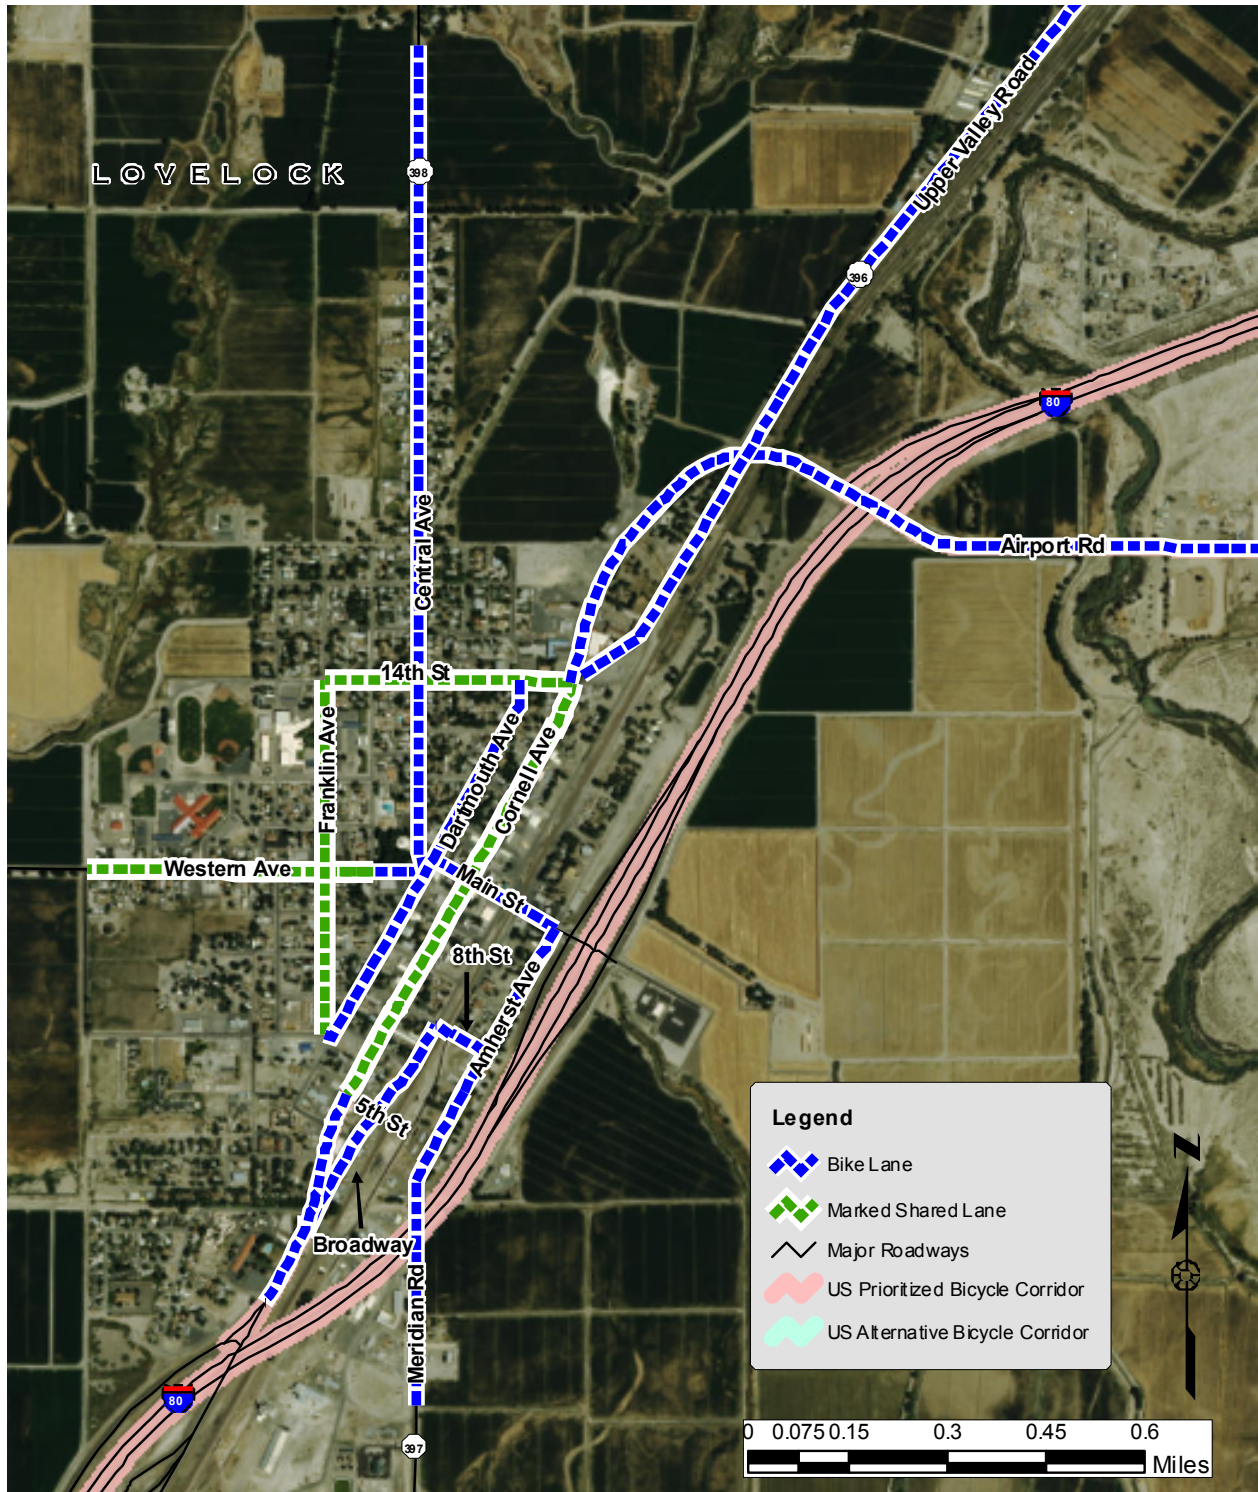 Upper Valley Road
LOVELOCK
398
396
80
Central Ave
Airport Rd
14th St
Franklin Ave
Dartmouth Ave
Cornell Ave
Western Ave
Main St
8th St
Amherst Ave
5th St
Broadway
Meridian Rd
80
397
Legend
Bike Lane
Marked Shared Lane
Major Roadways
US Prioritized Bicycle Corridor
US Alternative Bicycle Corridor
N
0 0.075 0.15 0.3 0.45 0.6
Miles